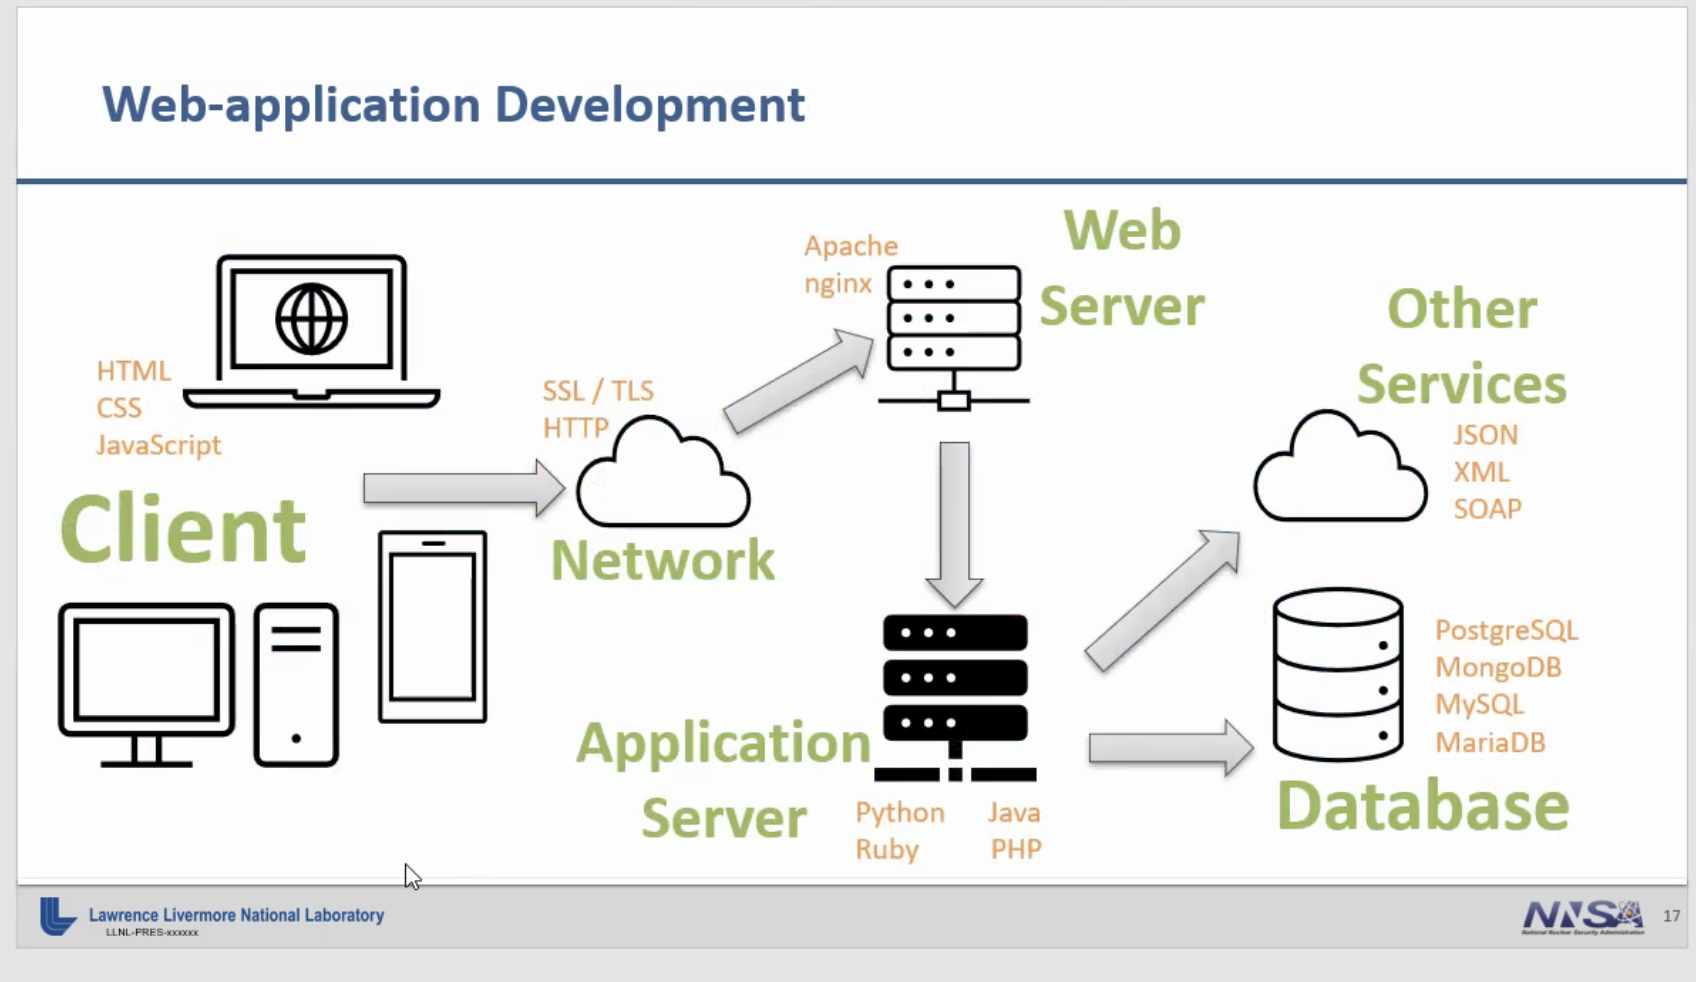 Web-application Development
HTML
CSS
JavaScript
Client
SSL / TLS
HTTP
Network
Apache
nginx
Web
Server
Application
Server
Python Java
Ruby PHP
Other
Services
JSON
XML
SOAP
PostgreSQL
MongoDB
MySQL
MariaDB
Database
Lawrence Livermore National Laboratory
LLNL-PRES-xxxxxx
NNSA
National Nuclear Security Administration
17